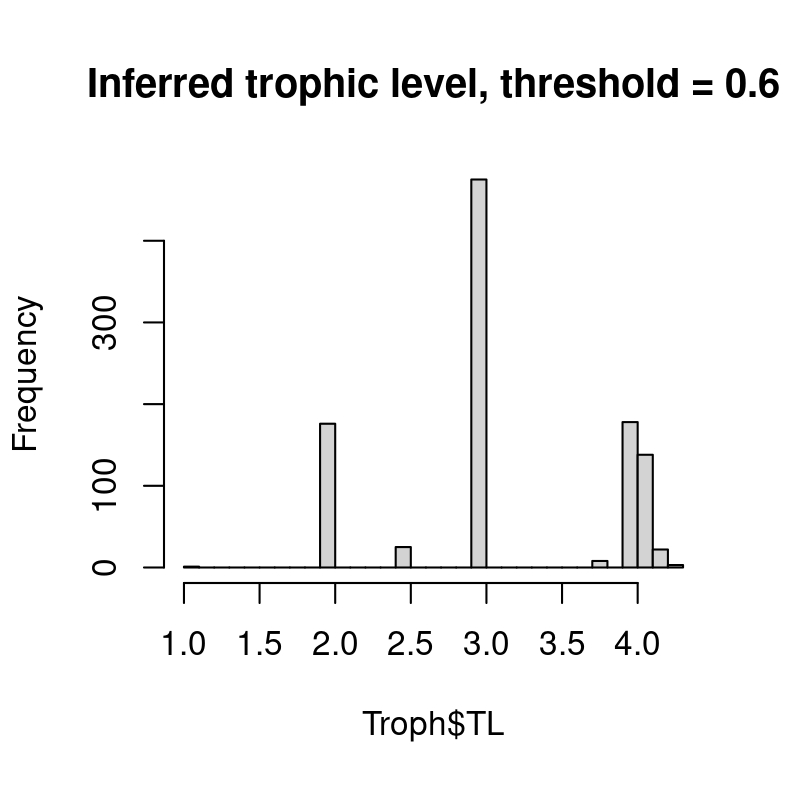 Inferred trophic level, threshold = 0.6
Frequency
300
100
0
1.0 1.5 2.0 2.5 3.0 3.5 4.0
Troph$TL